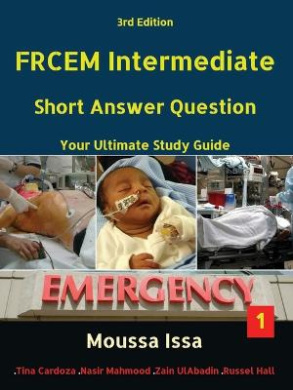 3rd Edition
FRCEM Intermediate
Short Answer Question
Your Ultimate Study Guide
EMERGENCY
1
Moussa Issa
.Tina Cardoza .Nasir Mahmood .Zain UlAbadin .Russel Hall